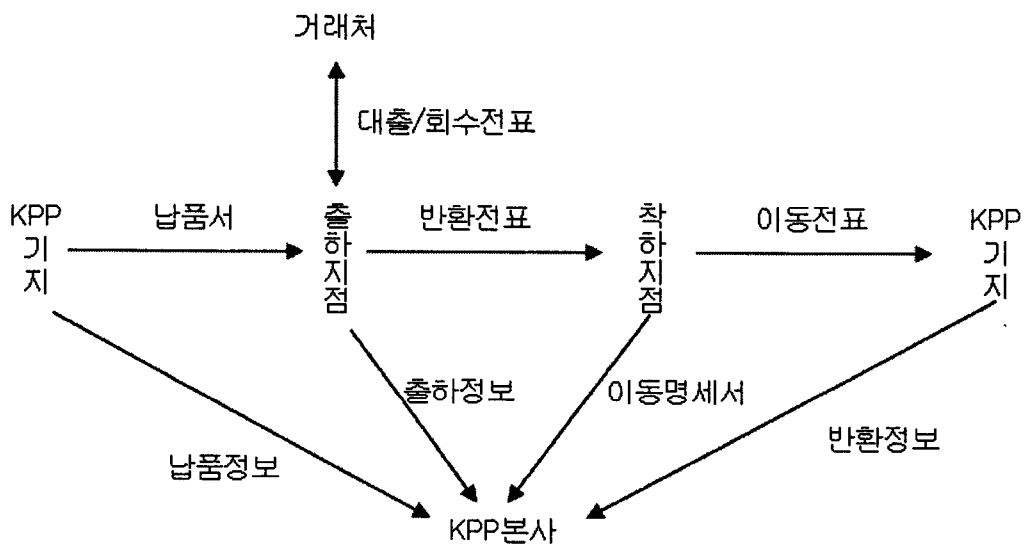 거래처
대출/회수전표
KPP
기
지
납품서
출
하
지
점
반환전표
착
하
지
점
이동전표
KPP
기
지
출하정보
이동명세서
반환정보
납품정보
KPP본사